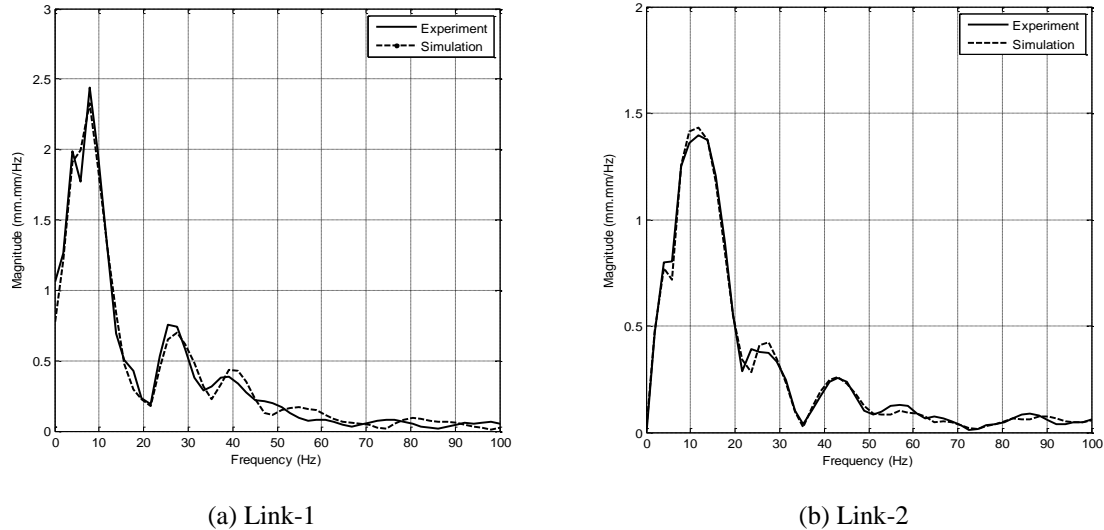 3
2.5
2
1.5
1
0.5
0
Magnitude (mm.mm/Hz)
Experiment
Simulation
0 10 20 30 40 50 60 70 80 90 100
Frequency (Hz)
(a) Link-1
2
1.5
1
0.5
0
Magnitude (mm.mm/Hz)
Experiment
Simulation
0 10 20 30 40 50 60 70 80 90 100
Frequency (Hz)
(b) Link-2